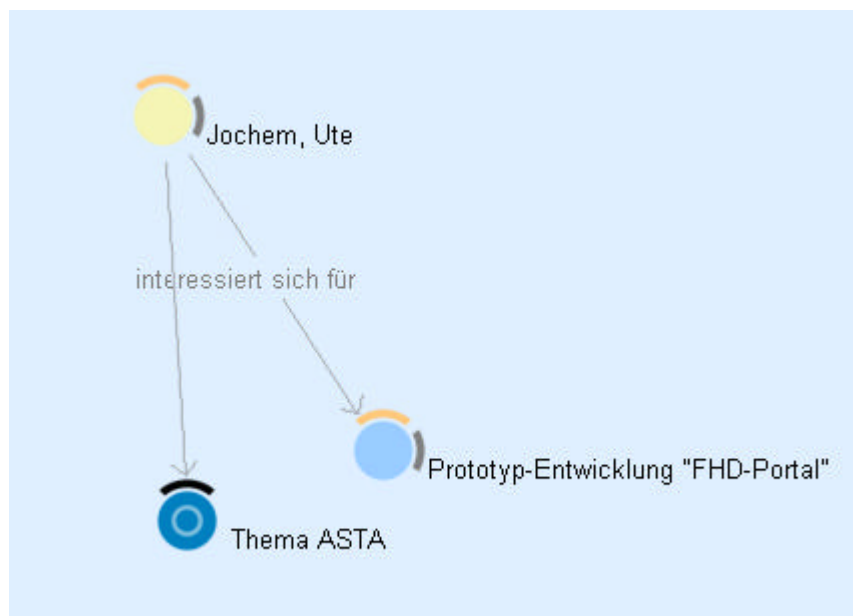 Jochem, Ute
interessiert sich für
Prototyp-Entwicklung "FHD-Portal"
Thema ASTA